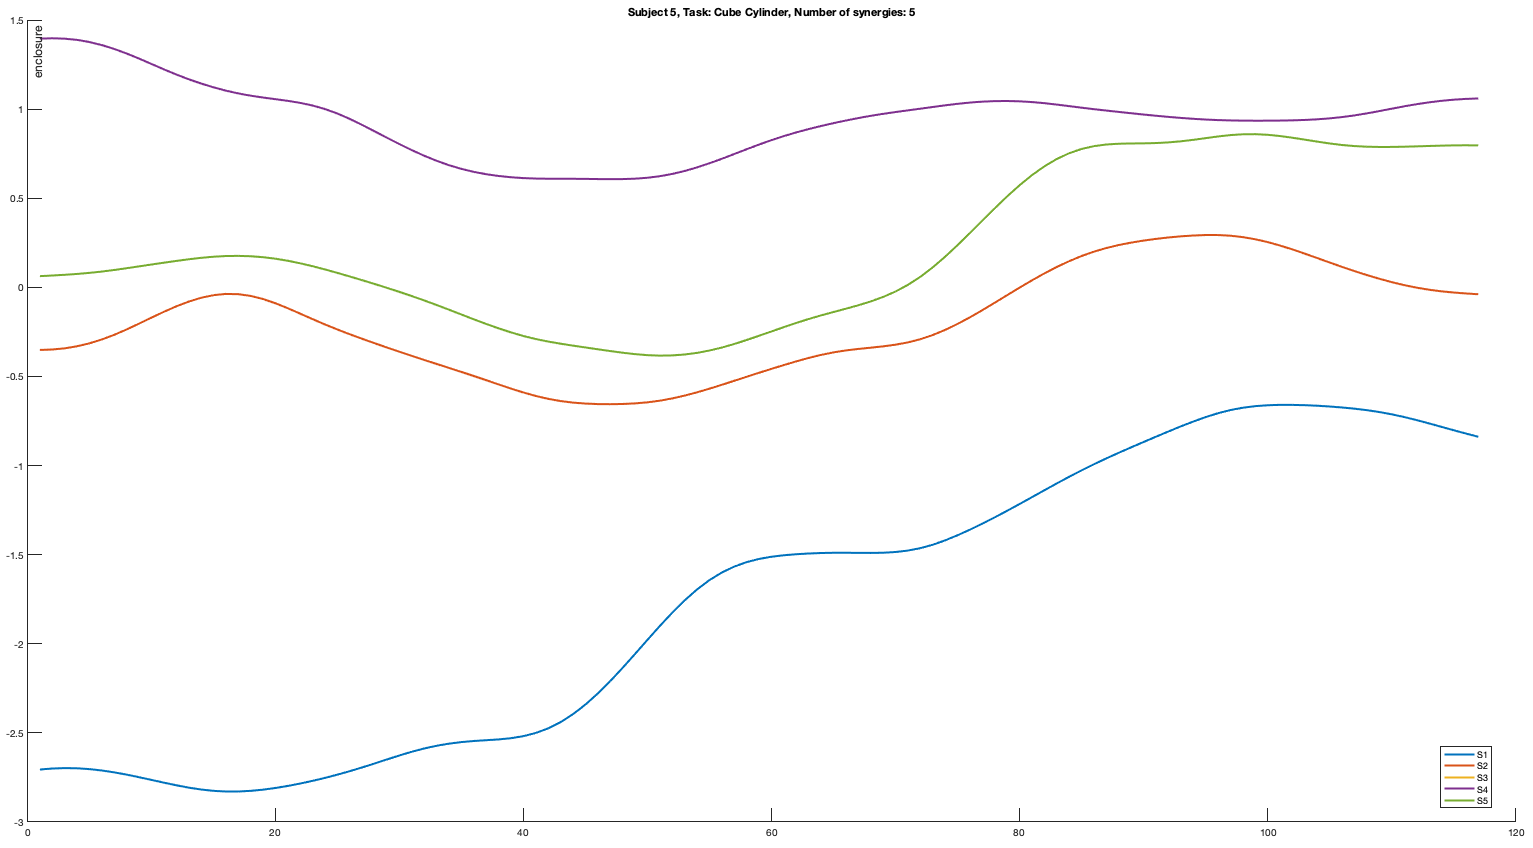 Subject 5, Task: Cube Cylinder, Number of synergies: 5
enclosure
1.5
1
0.5
0
-0.5
-1
-1.5
-2
-2.5
-3
0 20 40 60 80 100 120
S1
S2
S3
S4
S5